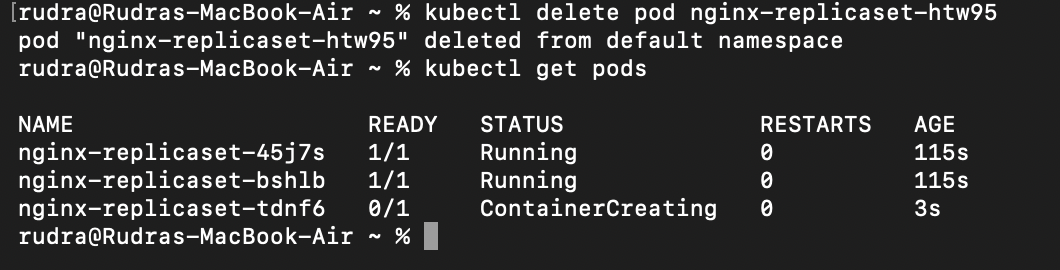 [rudra@Rudras-MacBook-Air ~ % kubectl delete pod nginx-replicaset-htw95
pod "nginx-replicaset-htw95" deleted from default namespace
rudra@Rudras-MacBook-Air ~ % kubectl get pods
NAME READY STATUS RESTARTS AGE
nginx-replicaset-45j7s 1/1 Running 0 115s
nginx-replicaset-bshlb 1/1 Running 0 115s
nginx-replicaset-tdnf6 0/1 ContainerCreating 0 3s
rudra@Rudras-MacBook-Air ~ %